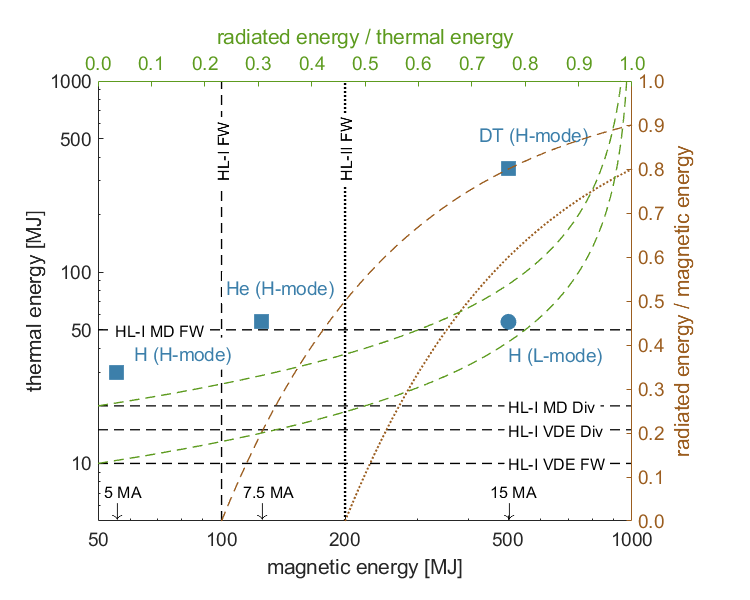 radiated energy / thermal energy
0.0 0.1 0.2 0.3 0.4 0.5 0.6 0.7 0.8 0.9 1.0
1000
500
100
50
10
thermal energy [MJ]
HL-I FW
HL-II FW
DT (H-mode)
He (H-mode)
HL-I MD FW
H (H-mode)
H (L-mode)
HL-I MD Div
HL-I VDE Div
HL-I VDE FW
5 MA
7.5 MA
15 MA
1.0
0.9
0.8
0.7
0.6
0.5
0.4
0.3
0.2
0.1
0.0
radiated energy / magnetic energy
50 100 200 500 1000
magnetic energy [MJ]